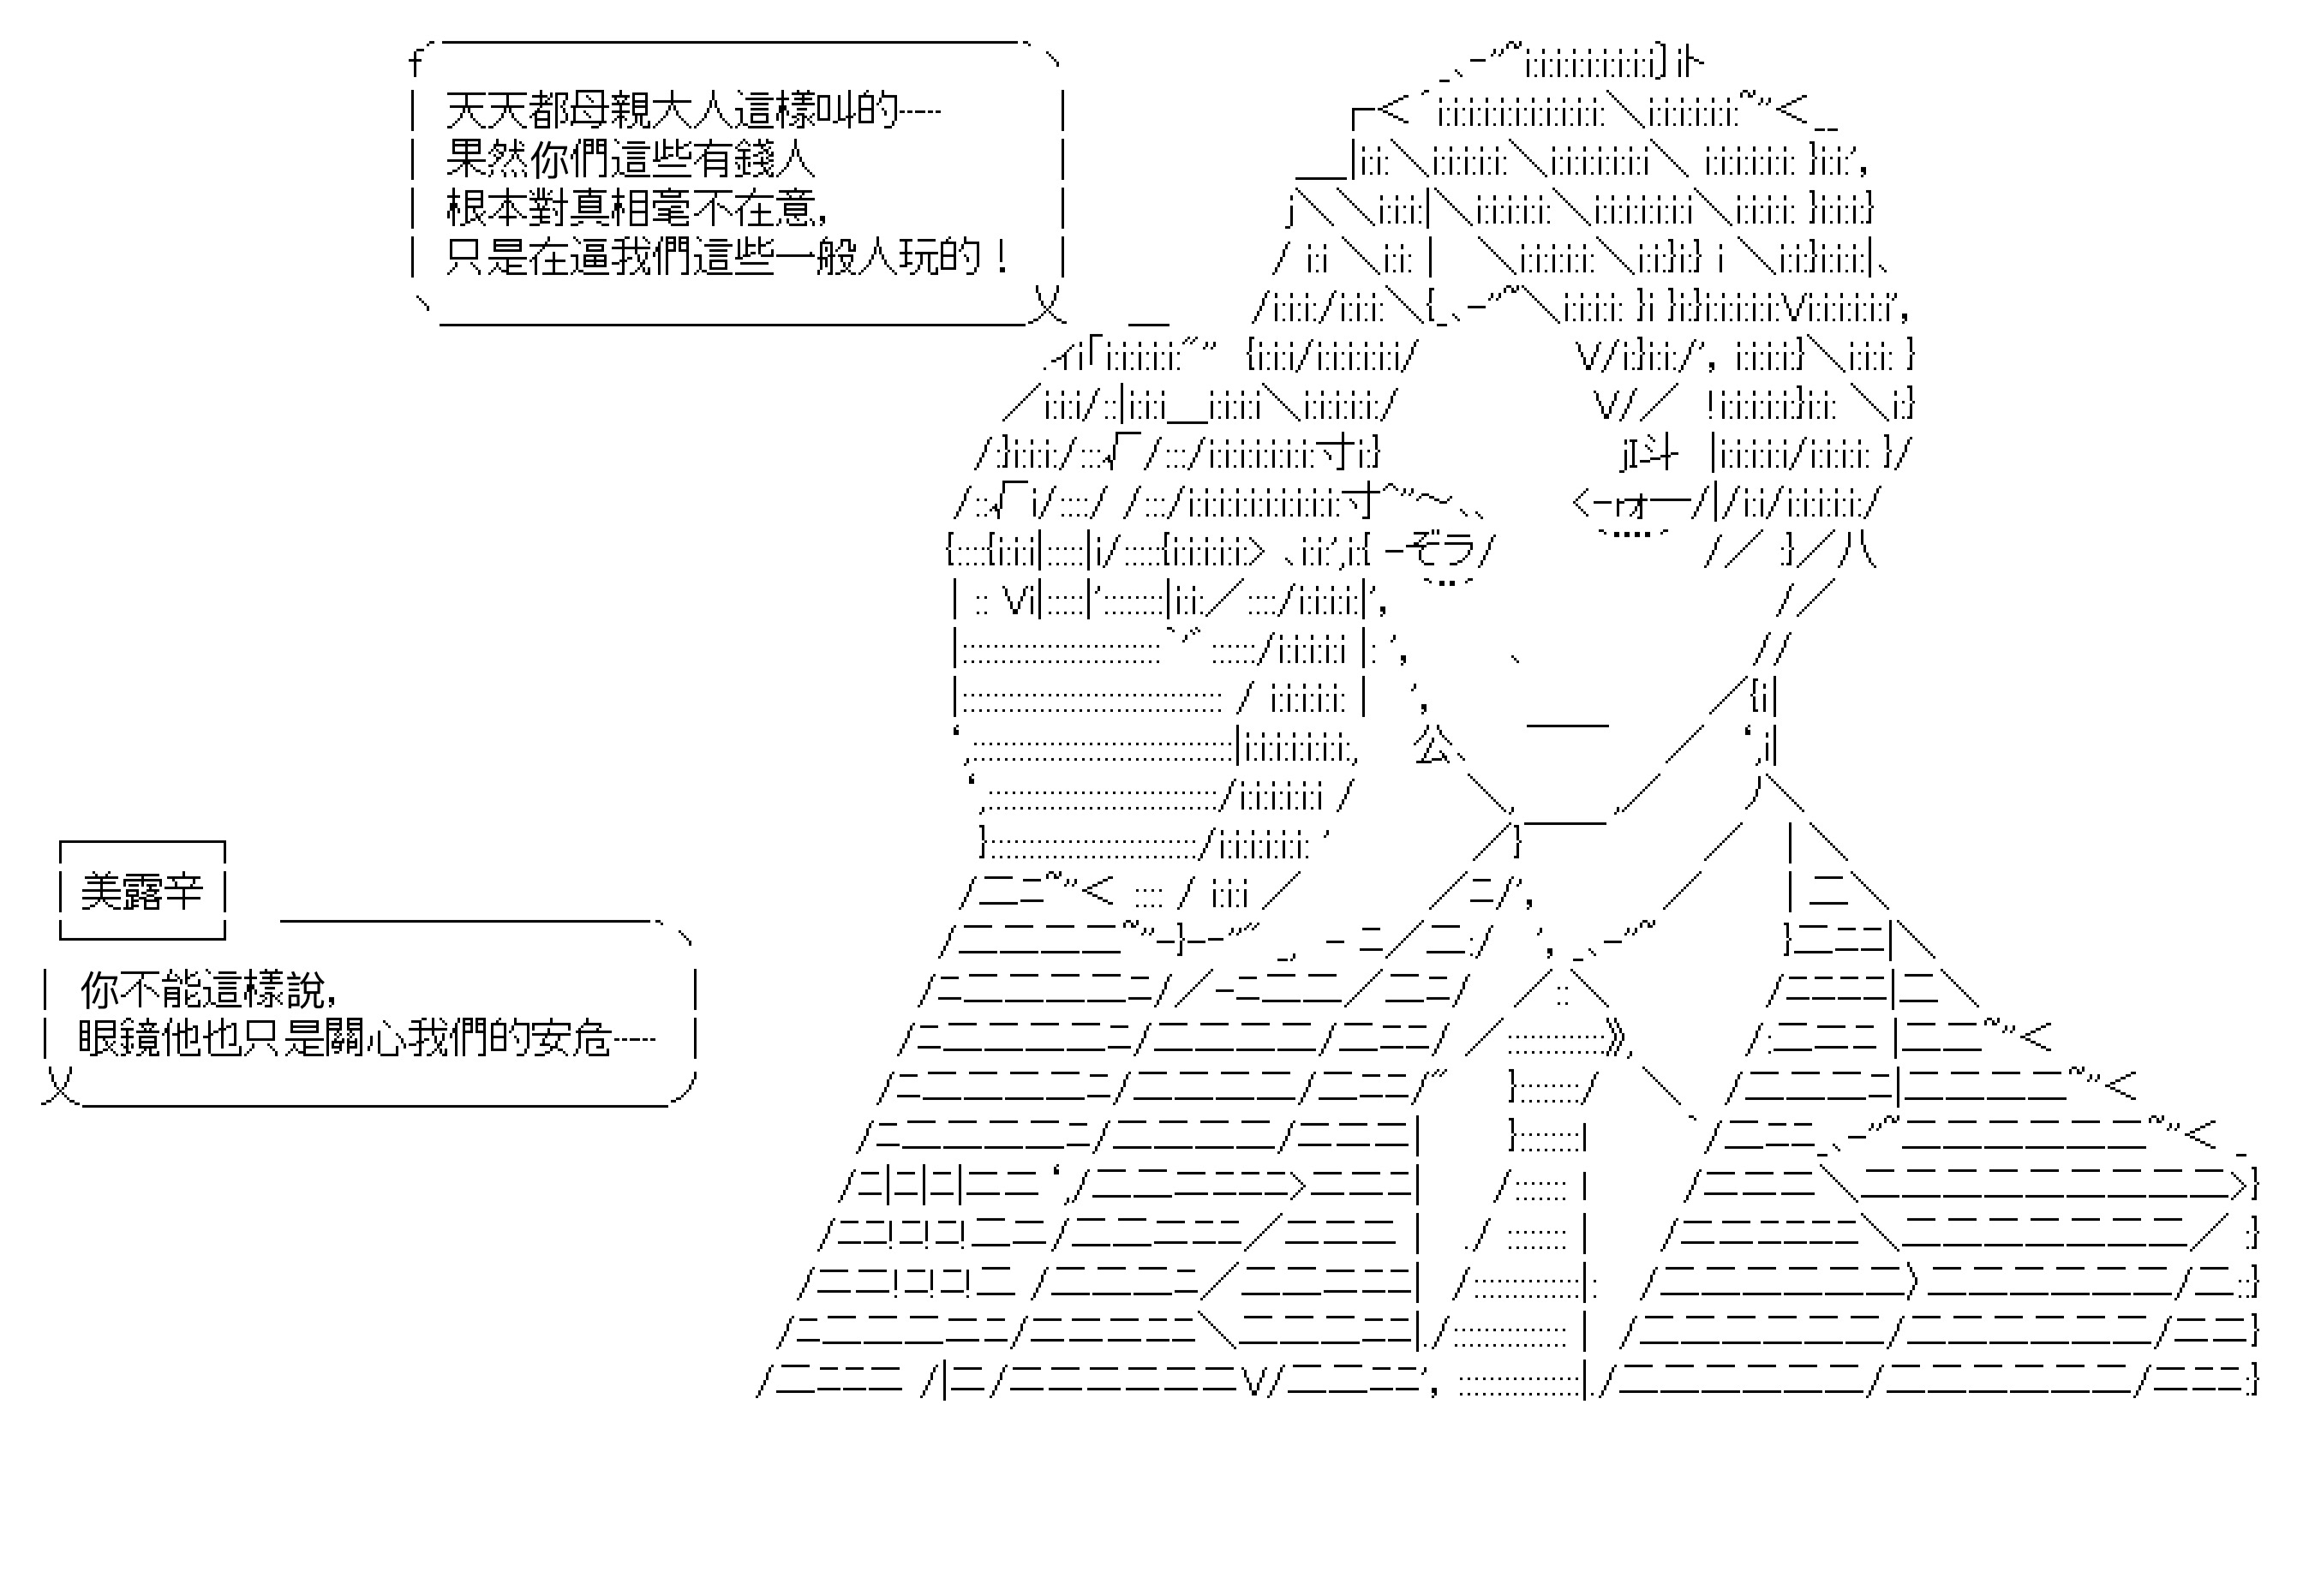 天天都母親大人這樣叫的……
果然你們這些有錢人
根本對真相毫不在意，
只是在逼我們這些一般人玩的！
美露辛
你不能這樣說，
眼鏡他也只是關心我們的安危……